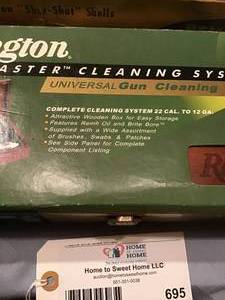 "Shur-Shot" Shells
ngton
ASTER™ CLEANING SYS
UNIVERSAL Gun Cleaning
COMPLETE CLEANING SYSTEM 22 CAL. TO 12 GA.
• Attractive Wooden Box for Easy Storage
• Features Rem® Oil and Brite Bore™
• Supplied with a Wide Assortment
of Brushes, Swabs & Patches
• See Side Panel for Complete
Component Listing
R
HOME
HOME
Home to Sweet Home LLC
695